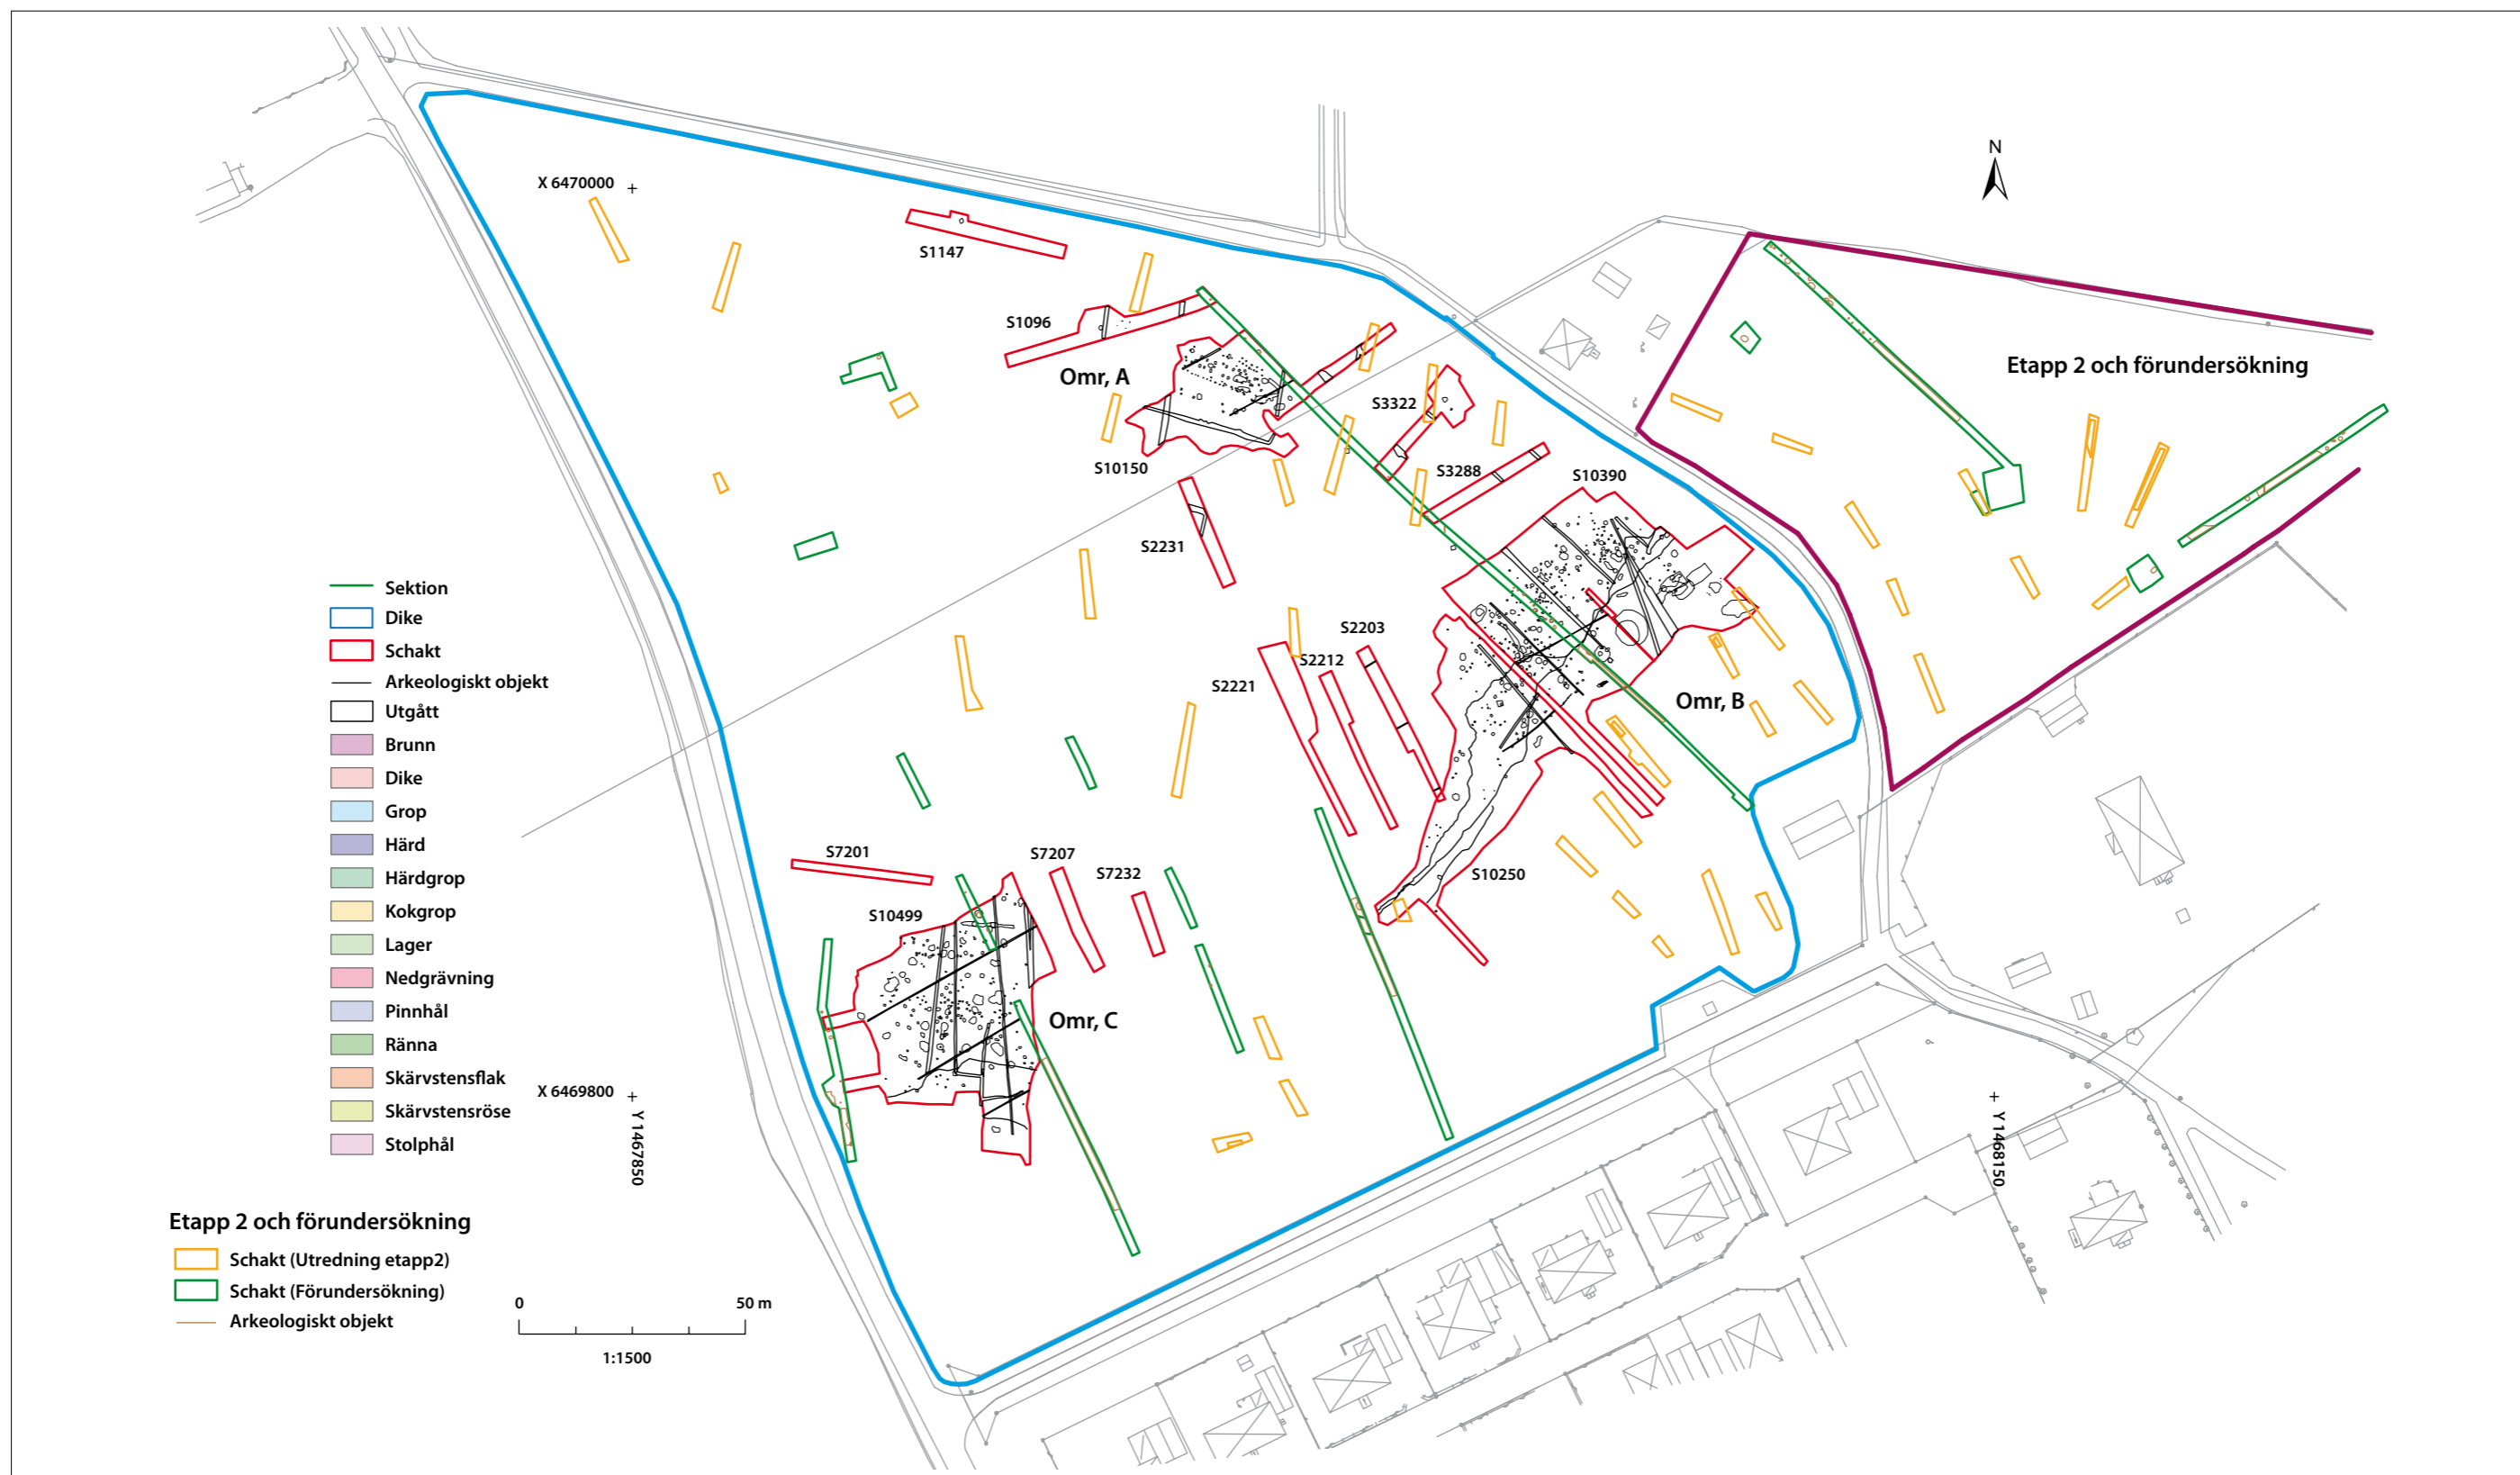 N
X 6470000
S1147
S1096
Omr, A
Etapp 2 och förundersökning
S3322
S10150
S3288
S10390
S2231
Sektion
Dike
Schakt
Arkeologiskt objekt
Utgått
Brunn
Dike
Grop
Härd
Härdgrop
Kokgrop
Lager
Nedgrävning
Pinnhål
Ränna
Skärvstensflak
Skärvstensröse
Stolphål
S2203
S2212
S2221
Omr, B
S7201
S7207
S7232
S10250
S10499
Omr, C
X 6469800
Y 1467850
Y 1468150
Etapp 2 och förundersökning
Schakt (Utredning etapp2)
Schakt (Förundersökning)
Arkeologiskt objekt
0 50 m
1:1500